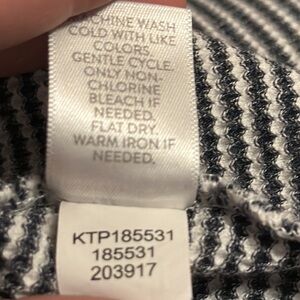 MACHINE WASH
COLD WITH LIKE
COLORS.
GENTLE CYCLE.
ONLY NON-
CHLORINE
BLEACH IF
NEEDED.
FLAT DRY.
WARM IRON IF
NEEDED.
KTP185531
185531
203917